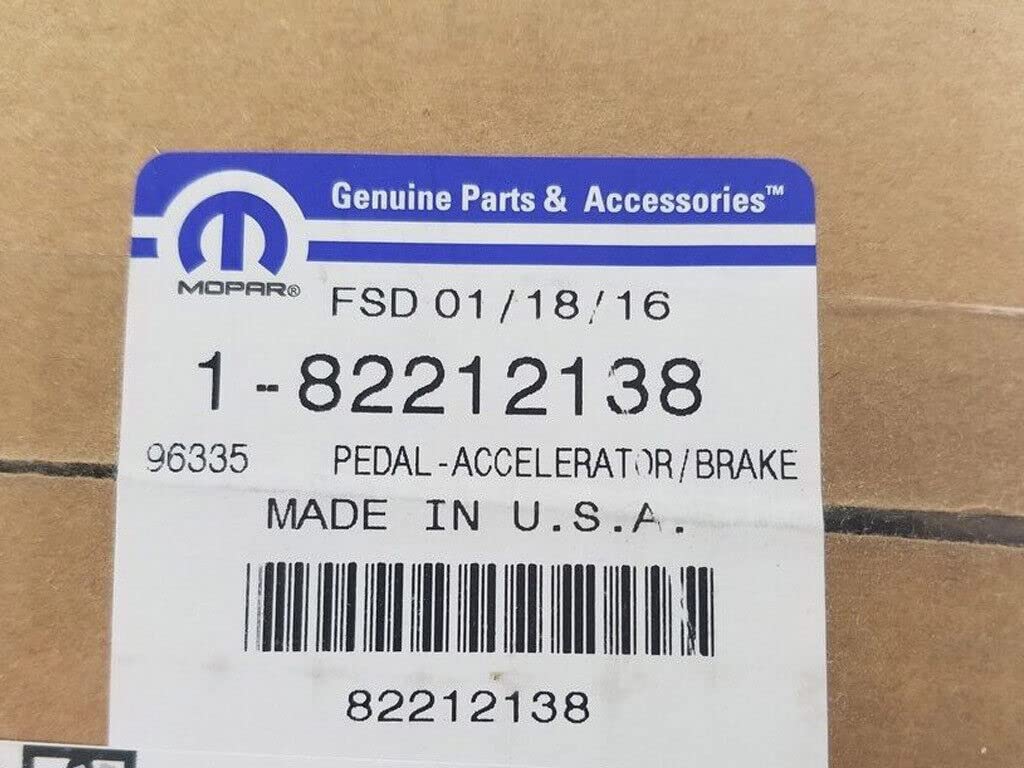 Genuine Parts & Accessories™
MOPAR®
FSD 01/18/16
1-82212138
96335 PEDAL-ACCELERATOR/BRAKE
MADE IN U.S.A.
82212138